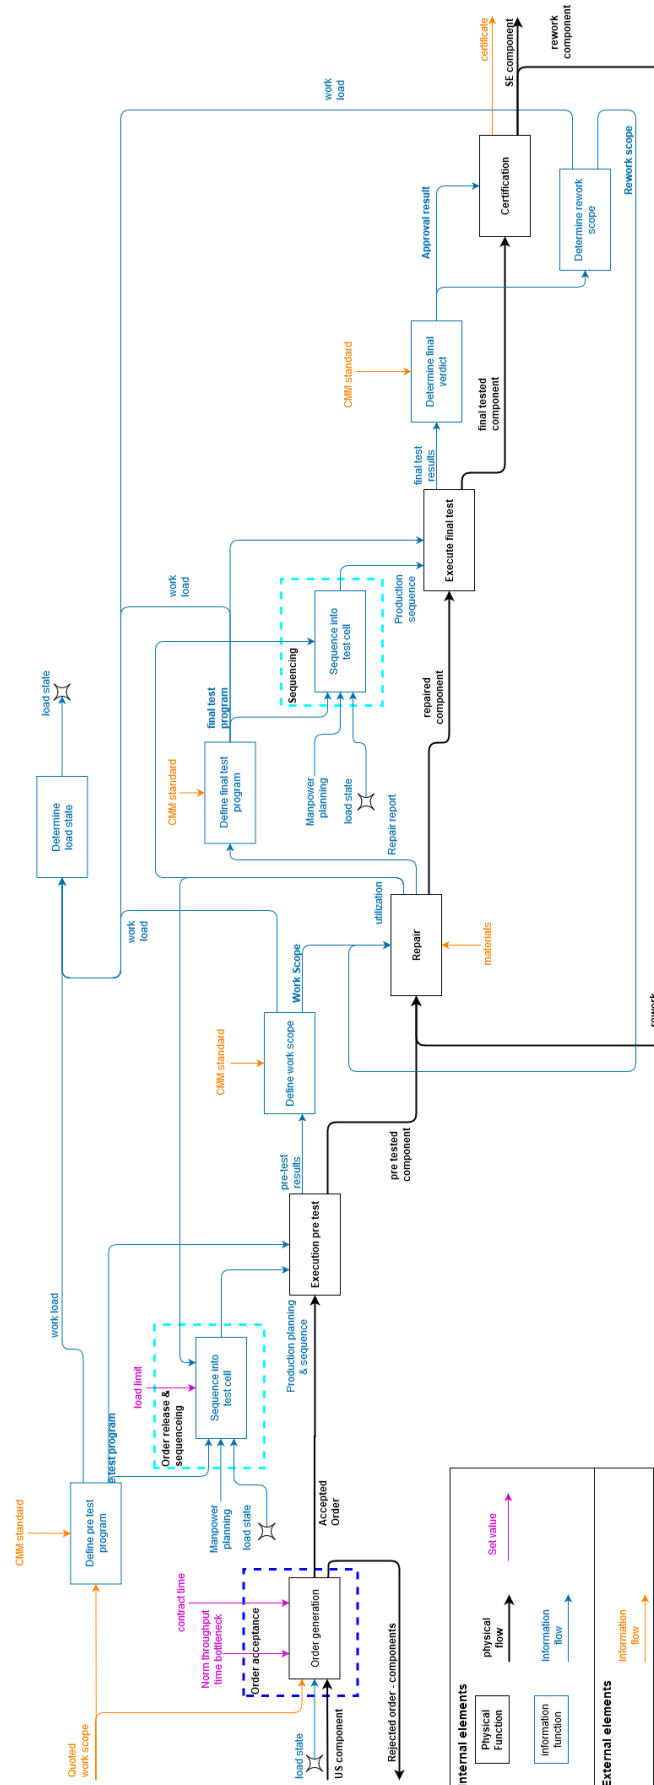 Quoted
work scope
CMM standard
Define pre test
program
e test program
work load
Determine
load state
load state
load state
US component
Order acceptance
Norm throughput
time bottleneck
contract time
Order generation
Rejected order - components
Accepted
Order
Manpower
planning
load state
Order release &
sequenceing
load limit
Sequence into
test cell
Production planning
& sequence
Execution pre test
pre-test
results
pre tested
component
CMM standard
Define work scope
Work Scope
work
load
Repair
materials
utilization
Repair report
CMM standard
Define final test
program
final test
program
work
load
Manpower
planning
load state
Sequencing
Sequence into
test cell
Production
sequence
repaired
component
Execute final test
final test
results
final tested
component
CMM standard
Determine final
verdict
Approval result
Certification
Determine rework
scope
Rework scope
work
load
certificate
SE component
rework
component
Internal elements
Physical
Function
physical
flow
Set value
information
function
Information
flow
External elements
Information
flow